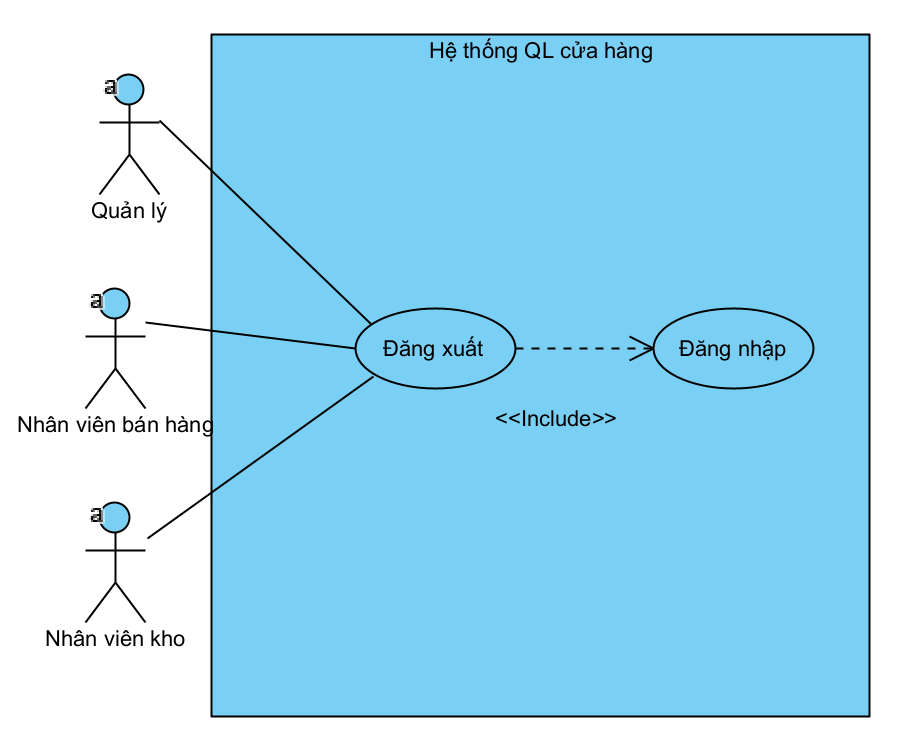 Hệ thống QL cửa hàng
a
Quản lý
a
Nhân viên bán hàng
Đăng xuất
Đăng nhập
<<Include>>
a
Nhân viên kho